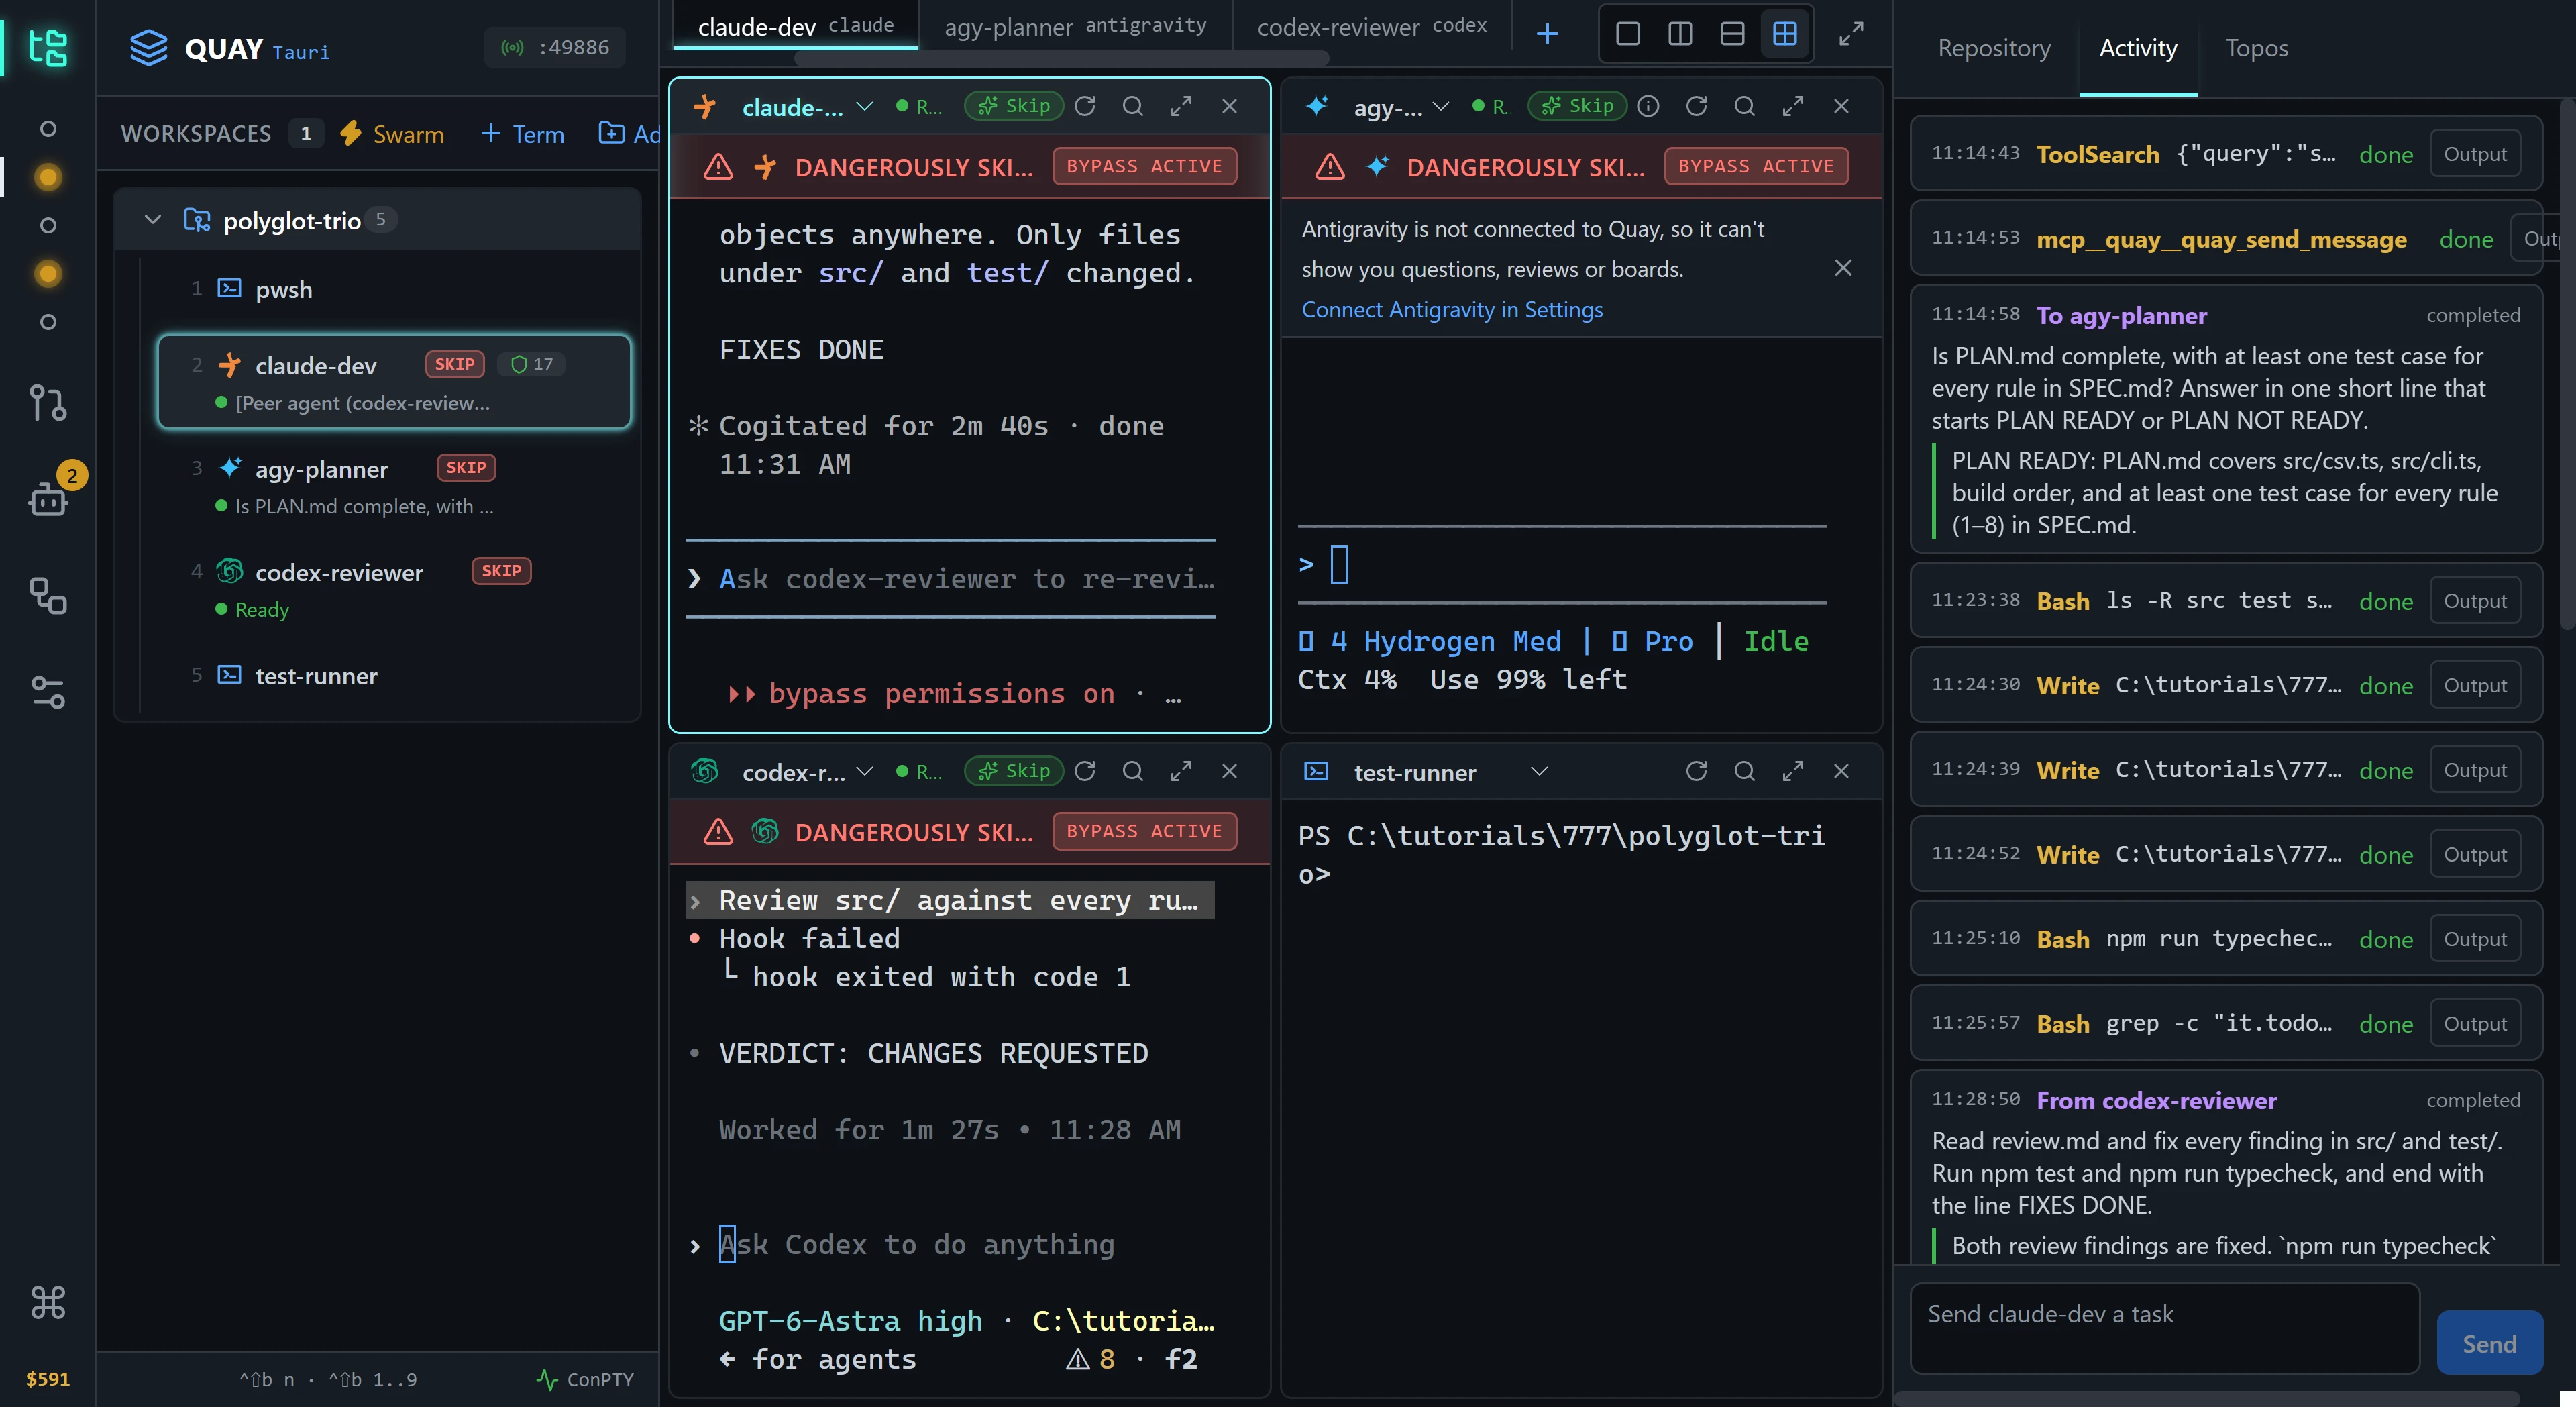 QUAY Tauri
:49886
WORKSPACES 1 Swarm + Term Ad
polyglot-trio 5
1 pwsh
2 claude-dev SKIP 17
[Peer agent (codex-review...
3 agy-planner SKIP
Is PLAN.md complete, with ...
4 codex-reviewer SKIP
Ready
5 test-runner
2
$591
^⇧b n · ^⇧b 1..9
ConPTY
claude-dev claude
agy-planner antigravity
codex-reviewer codex
+
claude-... R... Skip
DANGEROUSLY SKI... BYPASS ACTIVE
objects anywhere. Only files
under src/ and test/ changed.
FIXES DONE
✻ Cogitated for 2m 40s · done
11:31 AM
❯ Ask codex-reviewer to re-revi…
⏵⏵ bypass permissions on · …
agy-... R. Skip
DANGEROUSLY SKI... BYPASS ACTIVE
Antigravity is not connected to Quay, so it can't
show you questions, reviews or boards.
Connect Antigravity in Settings
>
4 Hydrogen Med | Pro | Idle
Ctx 4% Use 99% left
codex-r... R... Skip
DANGEROUSLY SKI... BYPASS ACTIVE
› Review src/ against every ru…
• Hook failed
└ hook exited with code 1
• VERDICT: CHANGES REQUESTED
Worked for 1m 27s • 11:28 AM
› Ask Codex to do anything
GPT-6-Astra high · C:\tutoria…
← for agents ⚠ 8 · f2
test-runner
PS C:\tutorials\777\polyglot-tri
o>
Repository Activity Topos
11:14:43 ToolSearch {"query":"s... done Output
11:14:53 mcp__quay__quay_send_message done Outp
11:14:58 To agy-planner completed
Is PLAN.md complete, with at least one test case for
every rule in SPEC.md? Answer in one short line that
starts PLAN READY or PLAN NOT READY.
PLAN READY: PLAN.md covers src/csv.ts, src/cli.ts,
build order, and at least one test case for every rule
(1–8) in SPEC.md.
11:23:38 Bash ls -R src test s... done Output
11:24:30 Write C:\tutorials\777... done Output
11:24:39 Write C:\tutorials\777... done Output
11:24:52 Write C:\tutorials\777... done Output
11:25:10 Bash npm run typechec... done Output
11:25:57 Bash grep -c "it.todo... done Output
11:28:50 From codex-reviewer completed
Read review.md and fix every finding in src/ and test/.
Run npm test and npm run typecheck, and end with
the line FIXES DONE.
Both review findings are fixed. `npm run typecheck`
Send claude-dev a task
Send